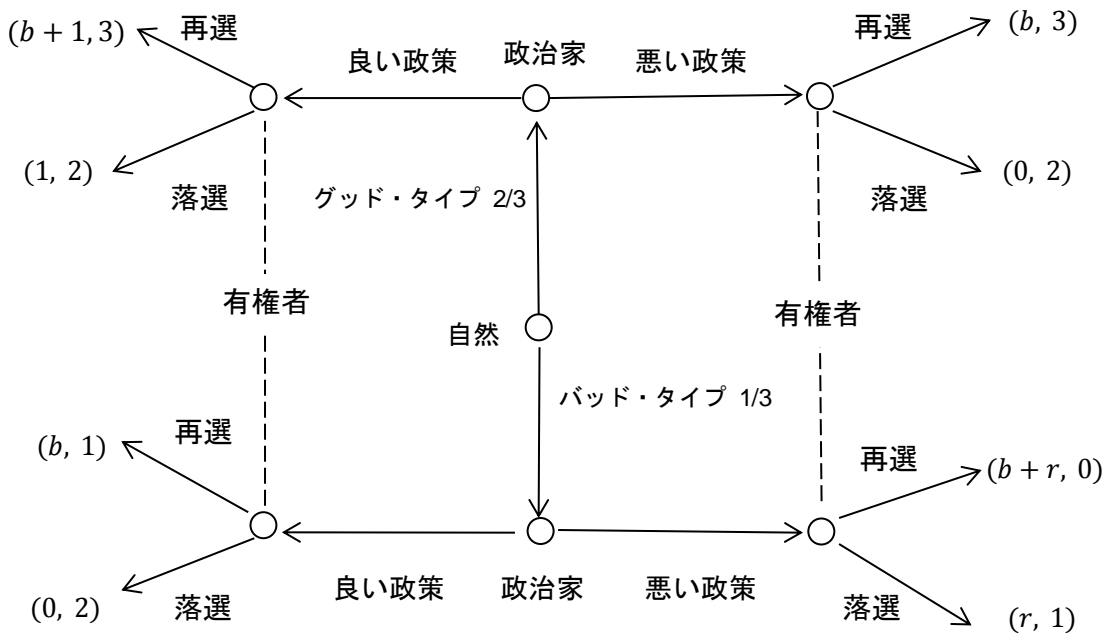 (b + 1, 3)
再選
良い政策
政治家
悪い政策
再選
(b, 3)
(1, 2)
落選
グッド・タイプ 2/3
落選
(0, 2)
有権者
自然
有権者
バッド・タイプ 1/3
(b, 1)
再選
再選
(b + r, 0)
(0, 2)
落選
良い政策
政治家
悪い政策
落選
(r, 1)